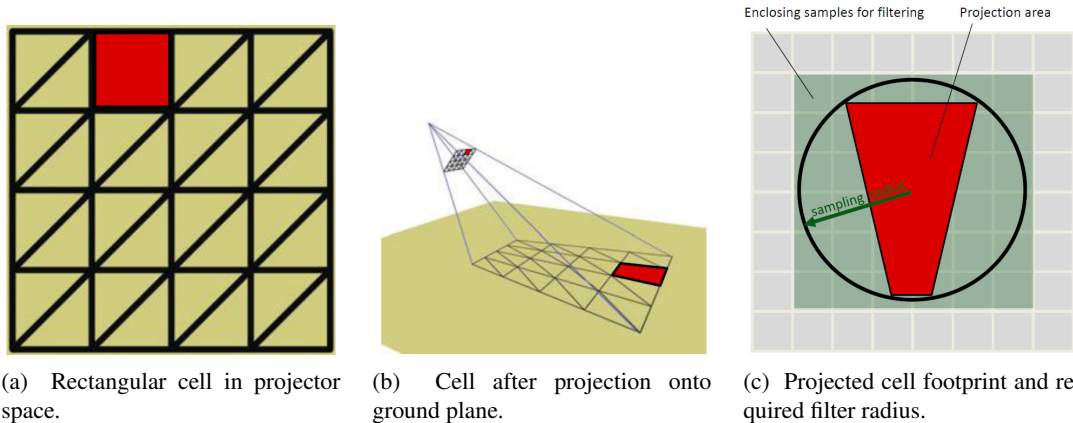 Enclosing samples for filtering
Projection area
sampling radius
(a) Rectangular cell in projector
space.
(b) Cell after projection onto
ground plane.
(c) Projected cell footprint and re
quired filter radius.